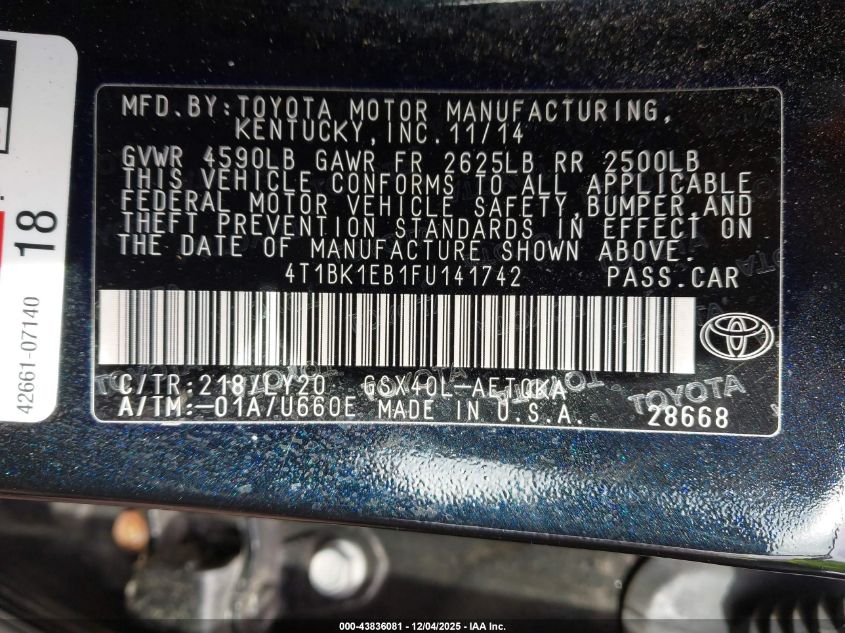 MFD.BY:TOYOTA MOTOR MANUFACTURING,
KENTUCKY,INC.11/14
GVWR 4590LB GAWR FR 2625LB RR 2500LB
THIS VEHICLE CONFORMS TO ALL APPLICABLE
FEDERAL MOTOR VEHICLE SAFETY,BUMPER,AND
THEFT PREVENTION STANDARDS IN EFFECT ON
THE DATE OF MANUFACTURE SHOWN ABOVE.
4T1BK1EB1FU141742 PASS.CAR
C/TR:218/LY20 GSX40L-AETQKA
A/TM:-01A/U660E MADE IN U.S.A. 28668
TOYOTA
18
42661-07140
000-43836081 - 12/04/2025 - IAA Inc.